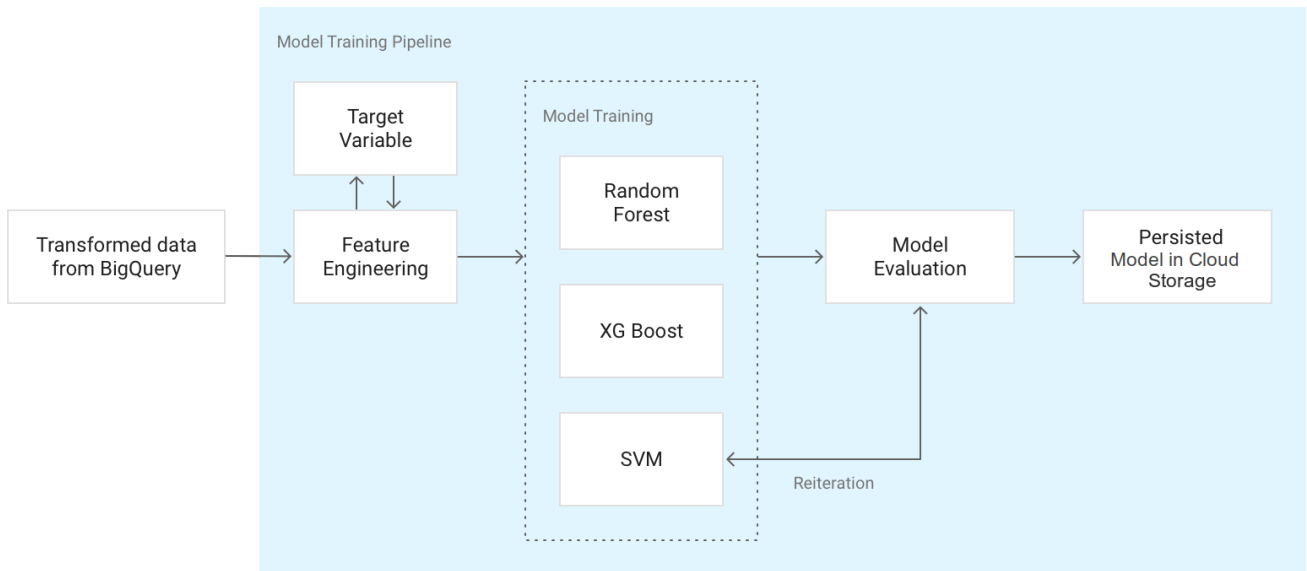 Model Training Pipeline
Target
Variable
Model Training
Random
Forest
Transformed data
from BigQuery
Feature
Engineering
XG Boost
Model
Evaluation
Persisted
Model in Cloud
Storage
SVM
Reiteration